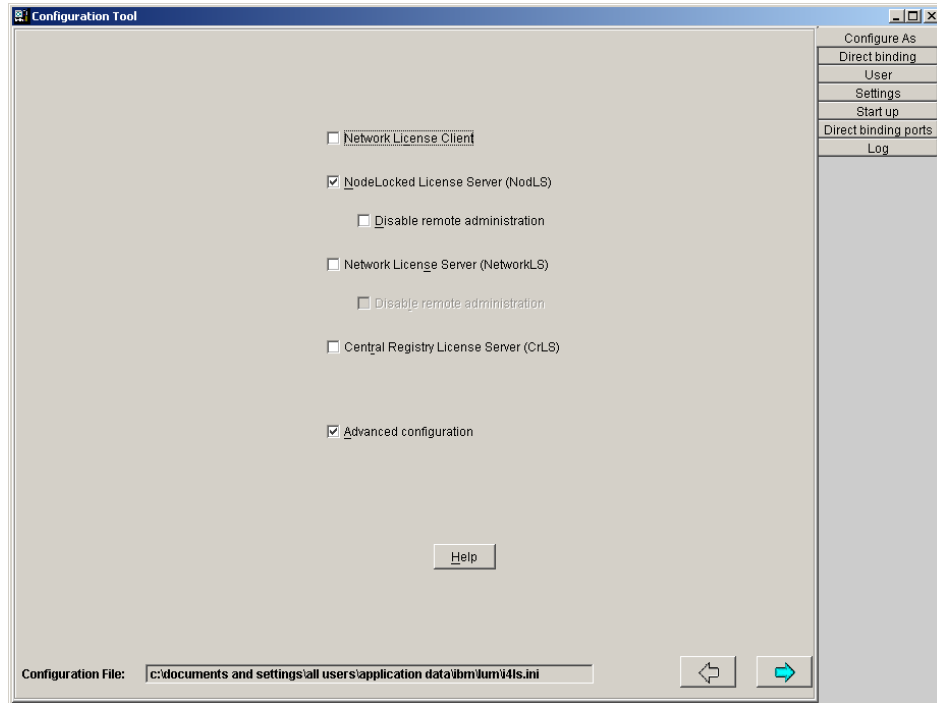 Configuration Tool
Configure As
Direct binding
User
Settings
Start up
Direct binding ports
Log
Network License Client
NodeLocked License Server (NodLS)
Disable remote administration
Network License Server (NetworkLS)
Disable remote administration
Central Registry License Server (CrLS)
Advanced configuration
Help
Configuration File: c:\documents and settings\all users\application data\ibm\lum\i4ls.ini